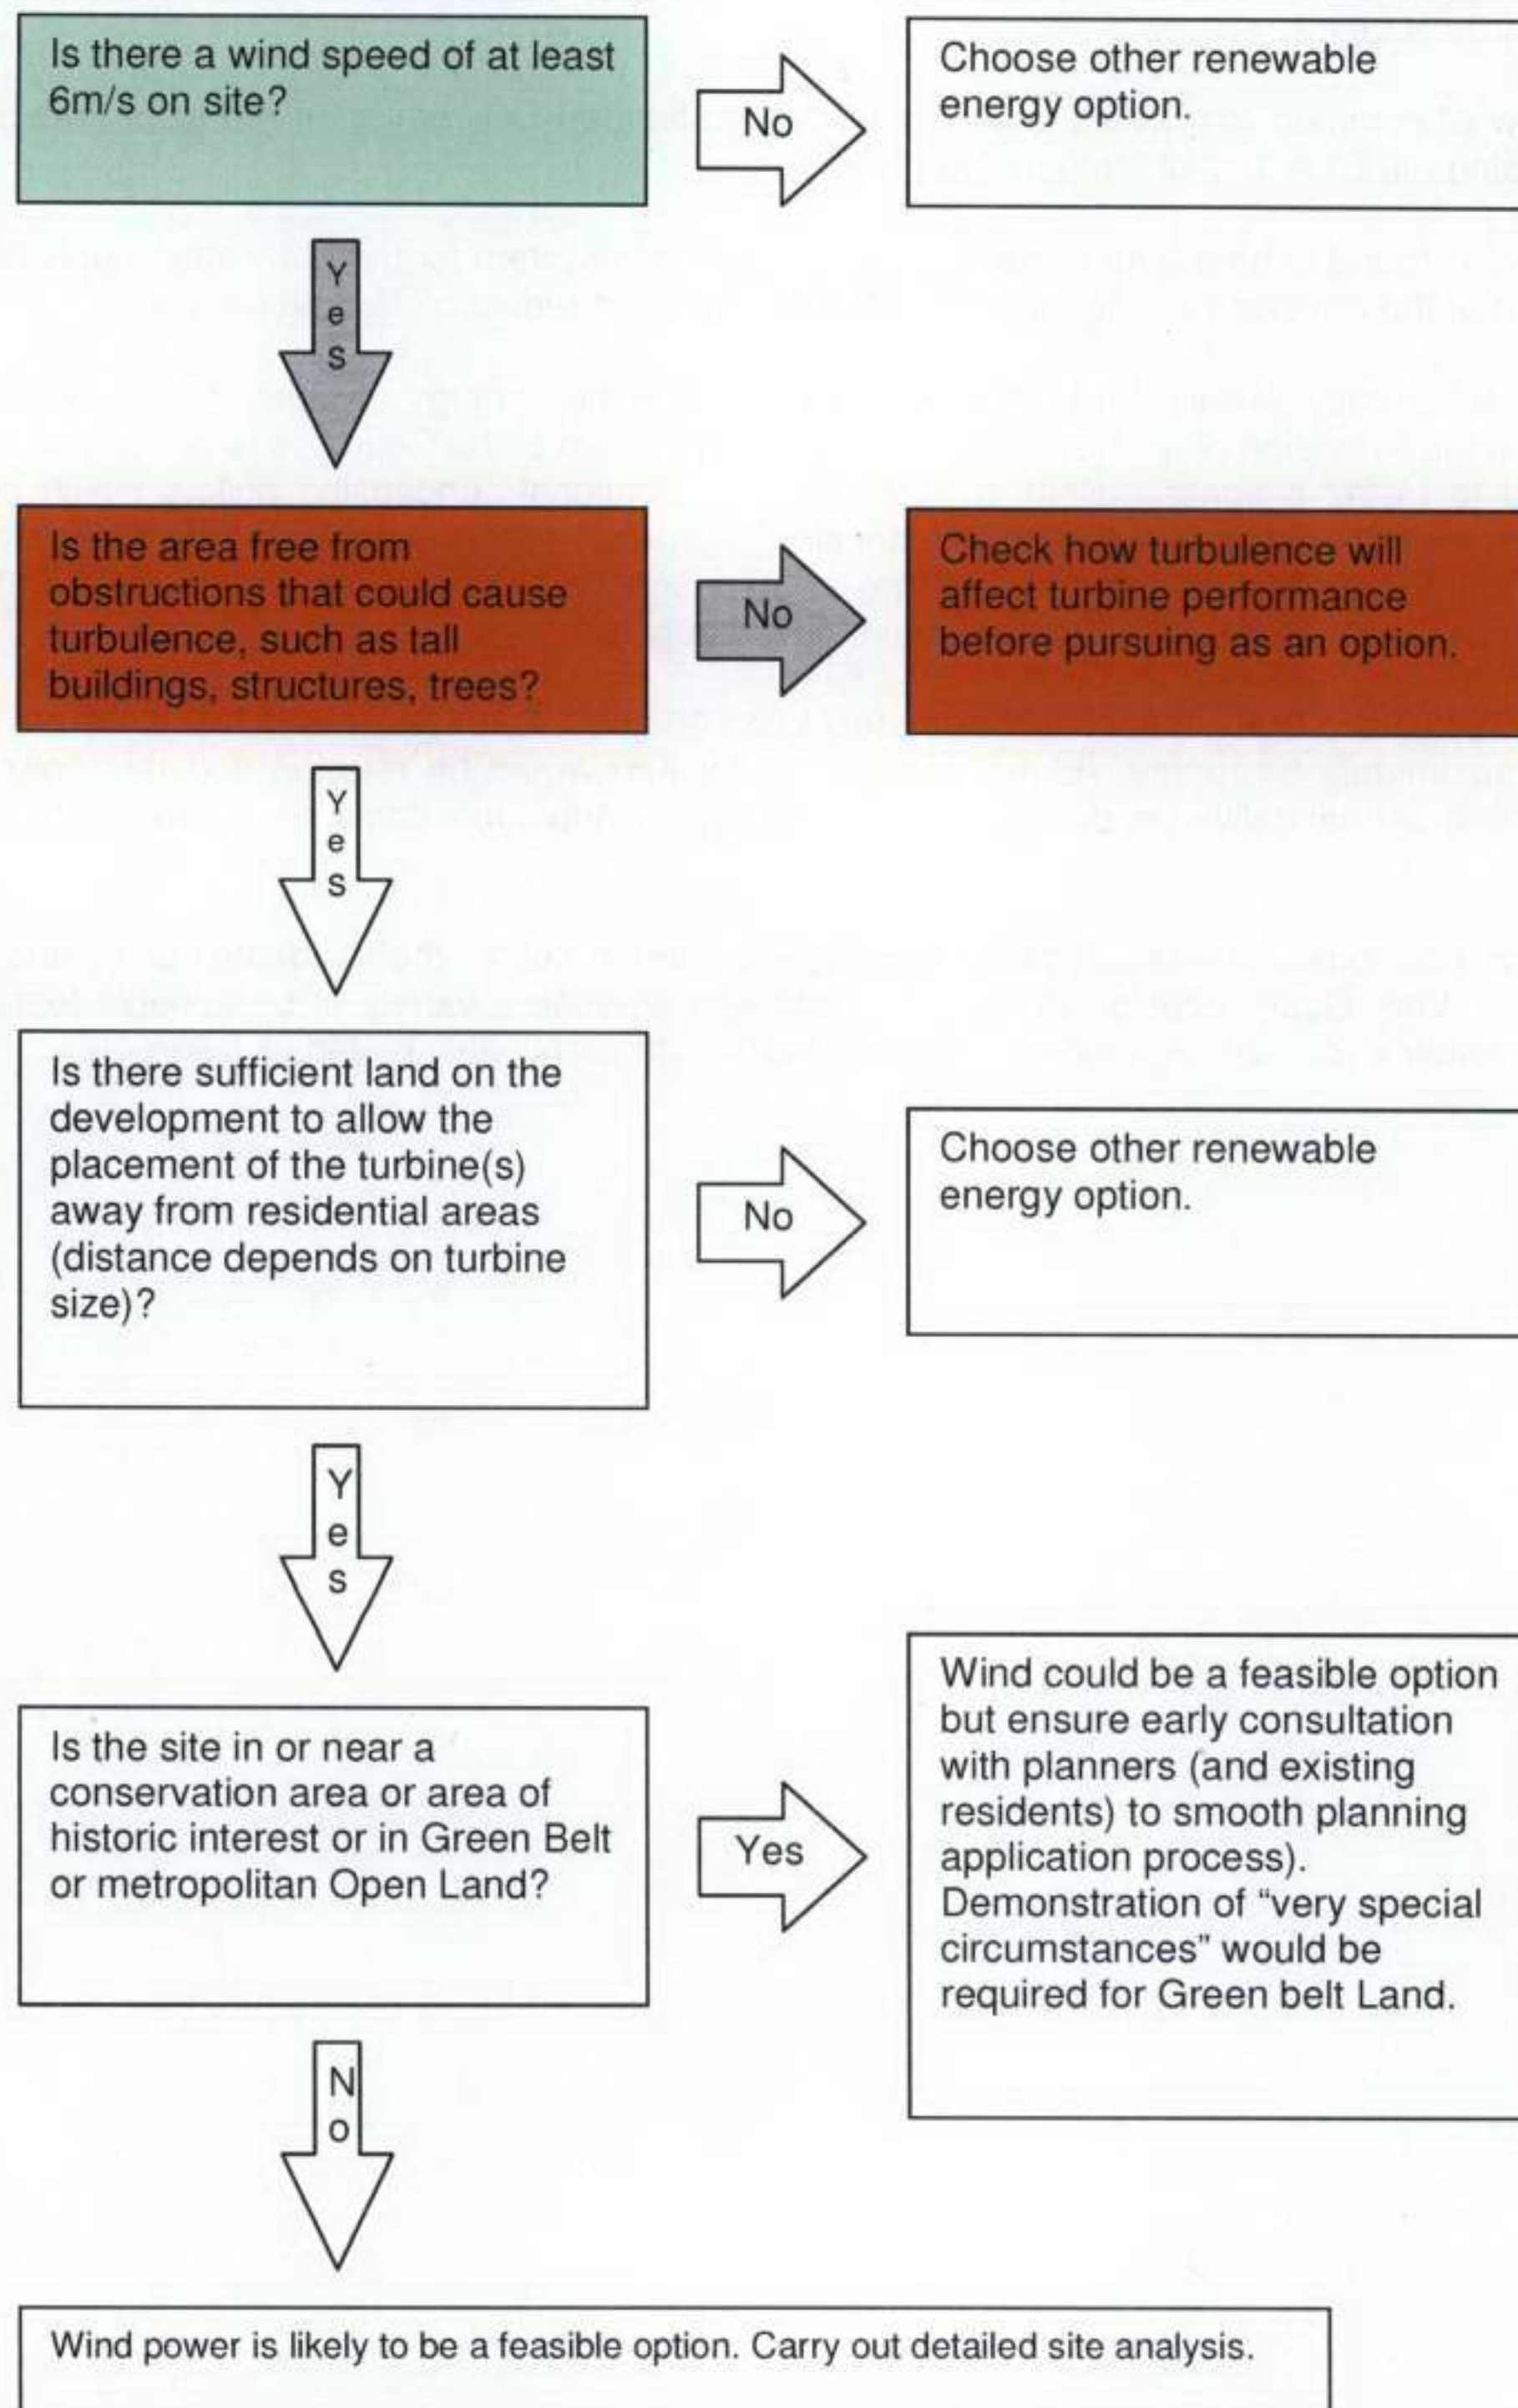 Is there a wind speed of at least
6m/s on site?
No
Choose other renewable
energy option.
Yes
Is the area free from
obstructions that could cause
turbulence, such as tall
buildings, structures, trees?
No
Check how turbulence will
affect turbine performance
before pursuing as an option.
Yes
Is there sufficient land on the
development to allow the
placement of the turbine(s)
away from residential areas
(distance depends on turbine
size)?
No
Choose other renewable
energy option.
Yes
Is the site in or near a
conservation area or area of
historic interest or in Green Belt
or metropolitan Open Land?
Yes
Wind could be a feasible option
but ensure early consultation
with planners (and existing
residents) to smooth planning
application process).
Demonstration of “very special
circumstances” would be
required for Green belt Land.
No
Wind power is likely to be a feasible option. Carry out detailed site analysis.